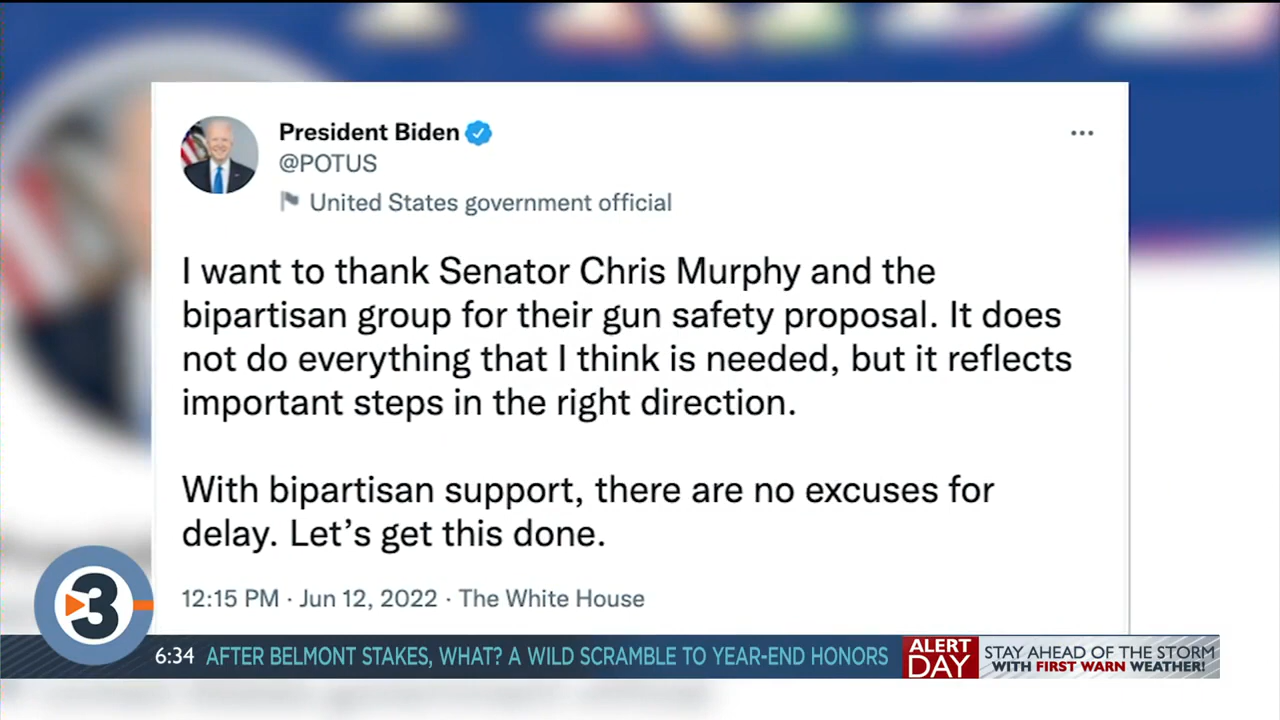 President Biden
@POTUS
United States government official
I want to thank Senator Chris Murphy and the
bipartisan group for their gun safety proposal. It does
not do everything that I think is needed, but it reflects
important steps in the right direction.
With bipartisan support, there are no excuses for
delay. Let’s get this done.
12:15 PM · Jun 12, 2022 · The White House
3
6:34 AFTER BELMONT STAKES, WHAT? A WILD SCRAMBLE TO YEAR-END HONORS
ALERT
DAY
STAY AHEAD OF THE STORM
WITH FIRST WARN WEATHER!